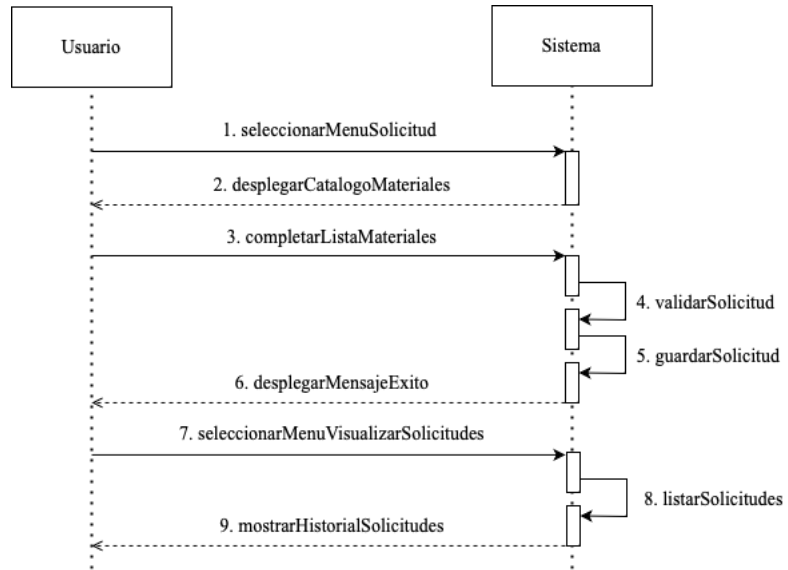 Usuario
Sistema
1. seleccionarMenuSolicitud
2. desplegarCatalogoMateriales
3. completarListaMateriales
4. validarSolicitud
5. guardarSolicitud
6. desplegarMensajeExito
7. seleccionarMenuVisualizarSolicitudes
8. listarSolicitudes
9. mostrarHistorialSolicitudes